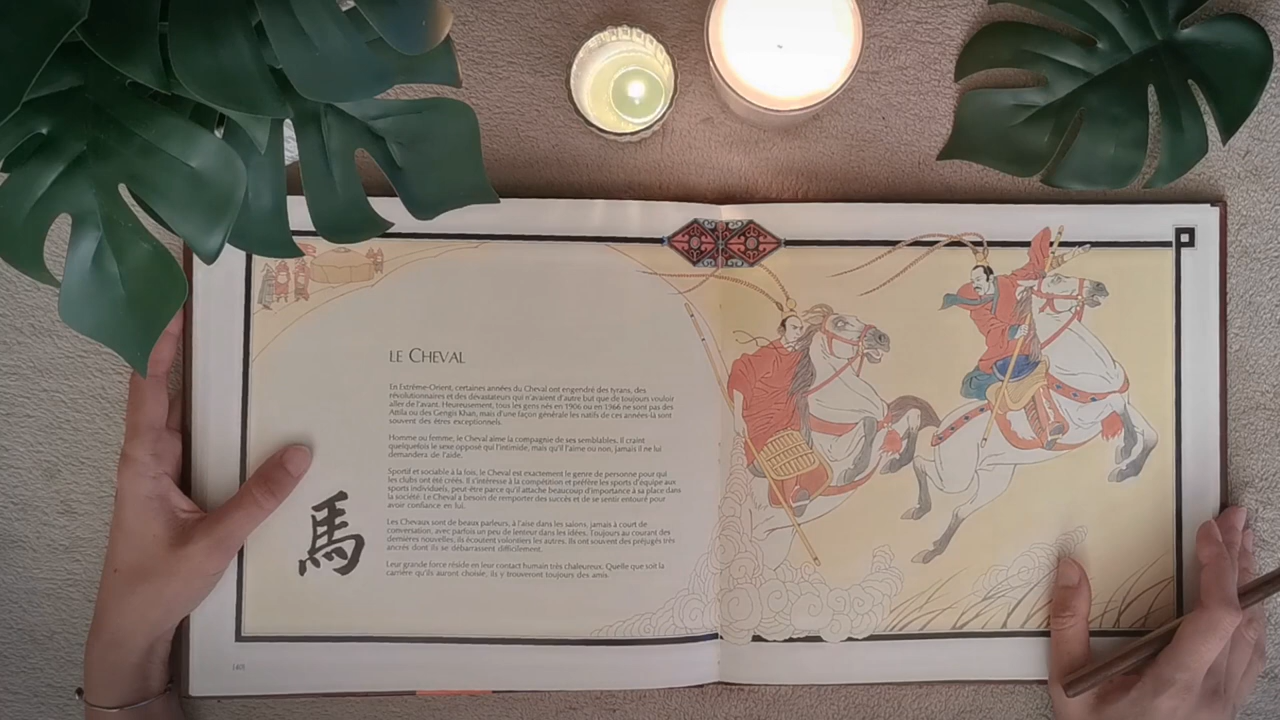 LE CHEVAL
En Extrême-Orient, certaines années du Cheval ont engendré des tyrans, des
révolutionnaires et des dévastateurs qui n'avaient d'autre but que de toujours vouloir
aller de l'avant. Heureusement, tous les gens nés en 1906 ou en 1966 ne sont pas des
Attila ou des Gengis Khan, mais d'une façon générale les natifs de ces années-là sont
souvent des êtres exceptionnels.
Homme ou femme, le Cheval aime la compagnie de ses semblables. Il craint
quelquefois le sexe opposé qui l'intimide, mais qu'il l'aime ou non, jamais il ne lui
demandera de l'aide.
Sportif et sociable à la fois, le Cheval est exactement le genre de personne pour qui
les clubs ont été créés. Il s'intéresse à la compétition et préfère les sports d'équipe aux
sports individuels, peut-être parce qu'il attache beaucoup d'importance à sa place dans
la société. Le Cheval a besoin de remporter des succès et de se sentir entouré pour
avoir confiance en lui.
Les Chevaux sont de beaux parleurs, à l'aise dans les salons, jamais à court de
conversation, avec parfois un peu de lenteur dans les idées. Toujours au courant des
dernières nouvelles, ils écoutent volontiers les autres. Ils ont souvent des préjugés très
ancrés dont ils se débarrassent difficilement.
Leur grande force réside en leur contact humain très chaleureux. Quelle que soit la
carrière qu'ils auront choisie, ils y trouveront toujours des amis.
馬